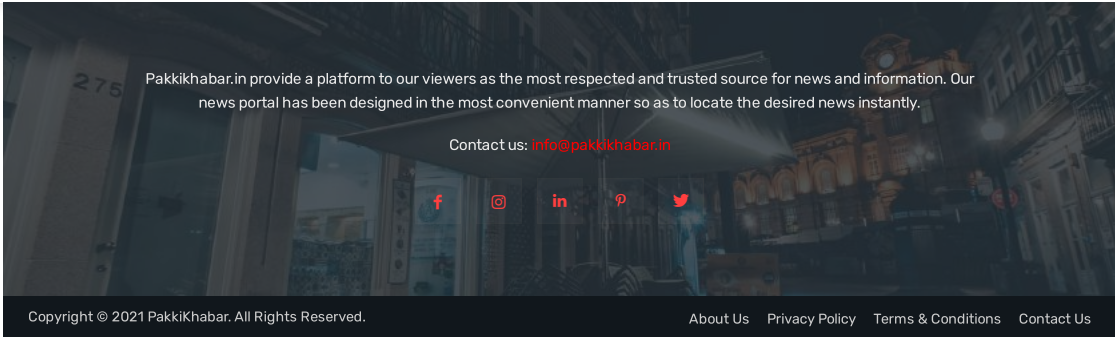 275
Pakkikhabar.in provide a platform to our viewers as the most respected and trusted source for news and information. Our
news portal has been designed in the most convenient manner so as to locate the desired news instantly.
Contact us: info@pakkikhabar.in
Copyright © 2021 PakkiKhabar. All Rights Reserved.
About Us Privacy Policy Terms & Conditions Contact Us